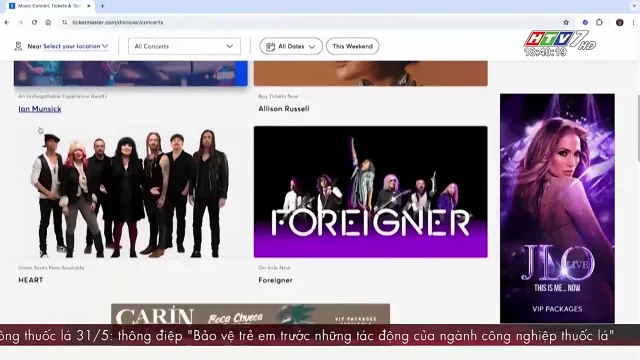 Music Concert Tickets & Tour
ticketmaster.com/discover/concerts
Near Select your location
All Concerts
All Dates
This Weekend
HTV7 HD
18:40:19
An Unforgettable Experience Awaits
Ian Munsick
Buy Tickets Now
Allison Russell
FOREIGNER
JLO
LIVE
THIS IS ME... NOW
VIP PACKAGES
Great Seats Now Available
HEART
On Sale Now
Foreigner
CARÍN
Boca Chueca
VIP PACKAGES
ông thuốc lá 31/5: thông điệp "Bảo vệ trẻ em trước những tác động của ngành công nghiệp thuốc lá"